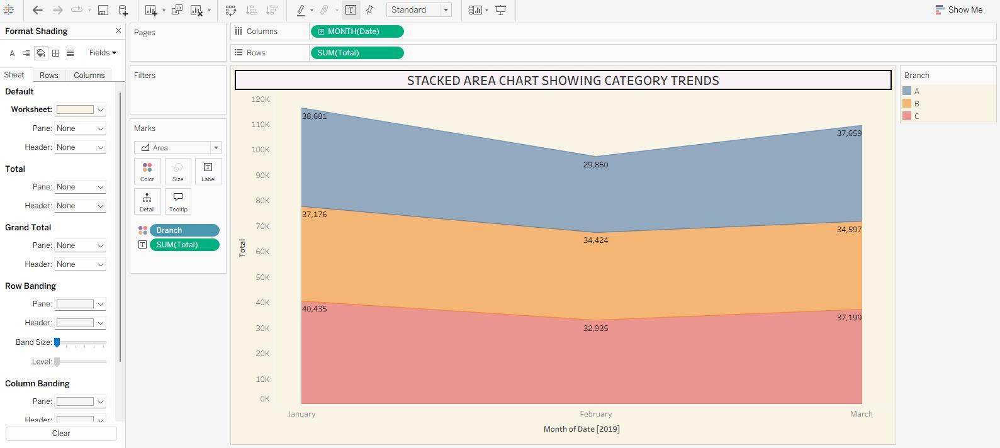 Standard
Show Me
Format Shading
A
Fields
Sheet Rows Columns
Default
Worksheet:
Pane: None
Header: None
Total
Pane: None
Header: None
Grand Total
Pane: None
Header: None
Row Banding
Pane:
Header:
Band Size:
Level:
Column Banding
Pane:
Header:
Clear
Pages
Filters
Marks
Area
Color Size Label
Detail Tooltip
Branch
SUM(Total)
Columns MONTH(Date)
Rows SUM(Total)
STACKED AREA CHART SHOWING CATEGORY TRENDS
Total
120K
110K
100K
90K
80K
70K
60K
50K
40K
30K
20K
10K
0K
38,681
29,860
37,659
37,176
34,424
34,597
40,435
32,935
37,199
January February March
Month of Date [2019]
Branch
A
B
C